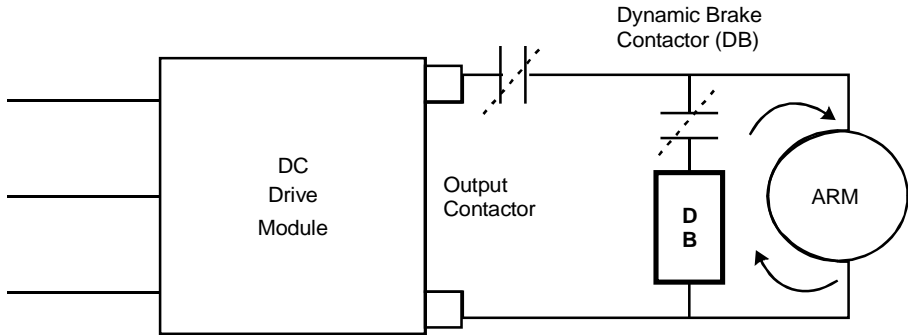 Dynamic Brake
Contactor (DB)
DC
Drive
Module
Output
Contactor
D
B
ARM